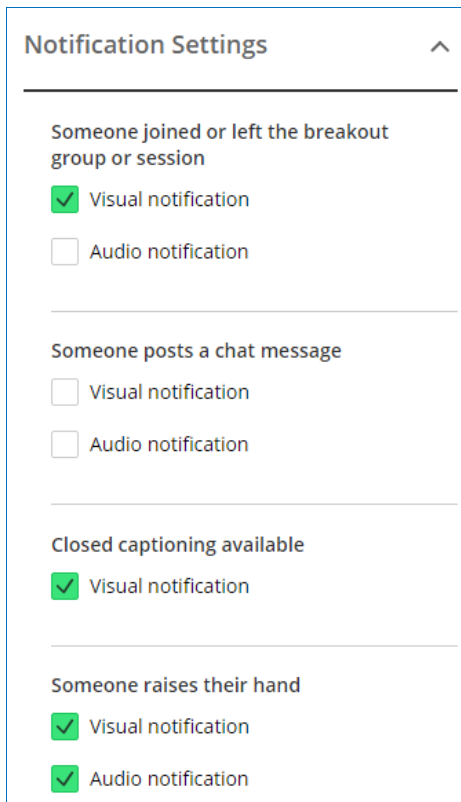 Notification Settings
Someone joined or left the breakout
group or session
Visual notification
Audio notification
Someone posts a chat message
Visual notification
Audio notification
Closed captioning available
Visual notification
Someone raises their hand
Visual notification
Audio notification